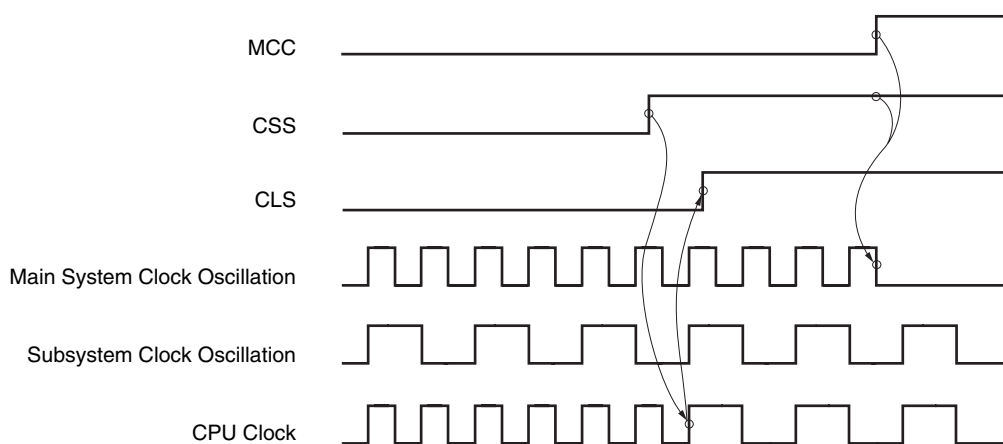 MCC
CSS
CLS
Main System Clock Oscillation
Subsystem Clock Oscillation
CPU Clock